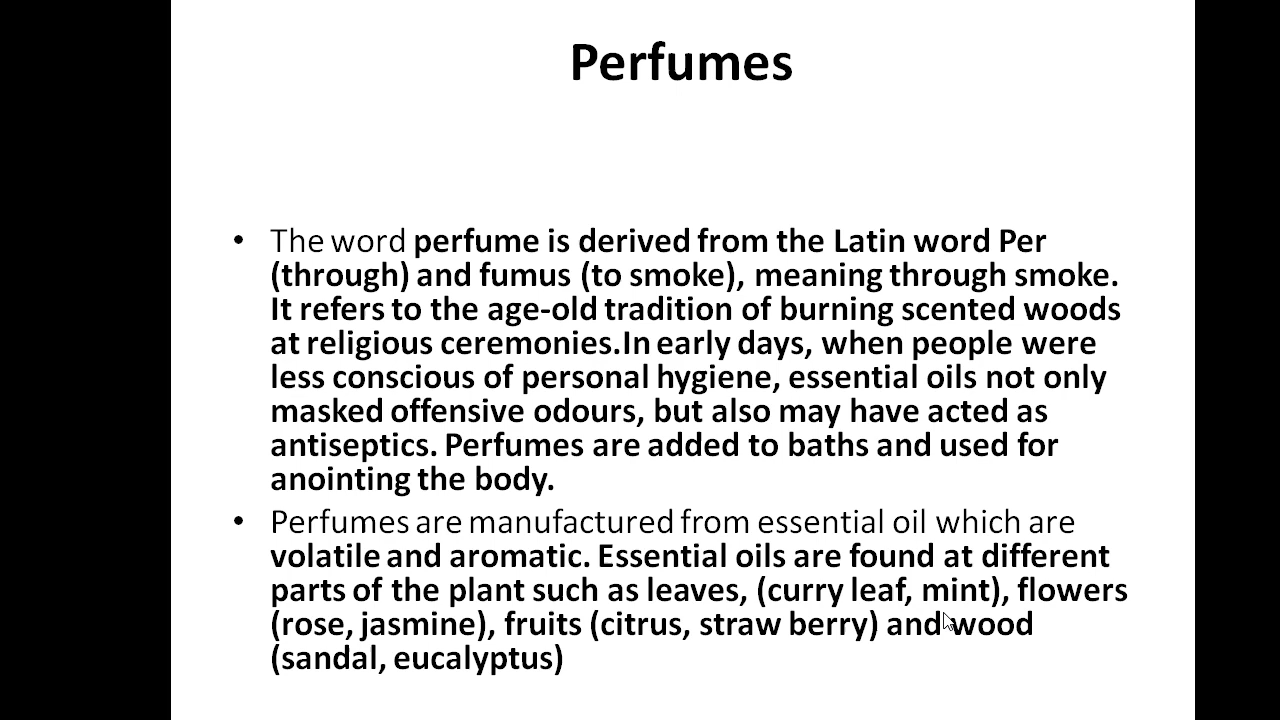 Perfumes
• The word perfume is derived from the Latin word Per
(through) and fumus (to smoke), meaning through smoke.
It refers to the age-old tradition of burning scented woods
at religious ceremonies.In early days, when people were
less conscious of personal hygiene, essential oils not only
masked offensive odours, but also may have acted as
antiseptics. Perfumes are added to baths and used for
anointing the body.
• Perfumes are manufactured from essential oil which are
volatile and aromatic. Essential oils are found at different
parts of the plant such as leaves, (curry leaf, mint), flowers
(rose, jasmine), fruits (citrus, straw berry) and wood
(sandal, eucalyptus)